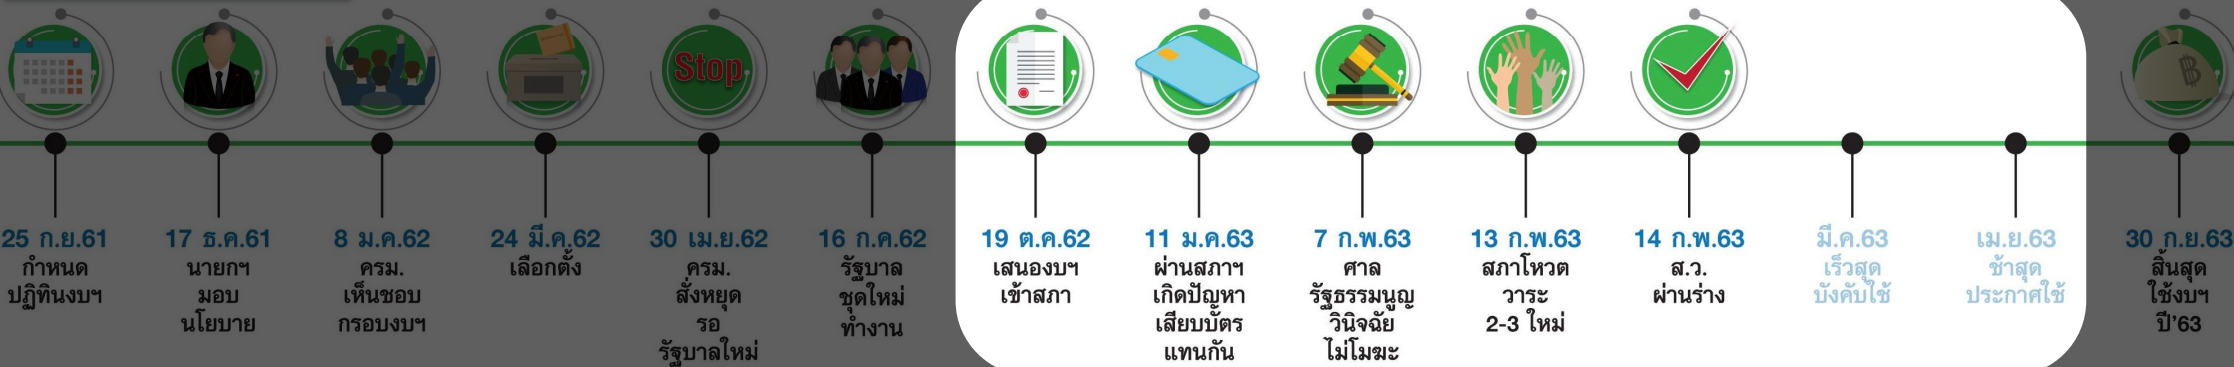 Stop
฿
25 ก.ย.61
กำหนด
ปฏิทินงบฯ
17 ธ.ค.61
นายกฯ
มอบ
นโยบาย
8 ม.ค.62
ครม.
เห็นชอบ
กรอบงบฯ
24 มี.ค.62
เลือกตั้ง
30 เม.ย.62
ครม.
สั่งหยุด
รอ
รัฐบาลใหม่
16 ก.ค.62
รัฐบาล
ชุดใหม่
ทำงาน
19 ต.ค.62
เสนองบฯ
เข้าสภา
11 ม.ค.63
ผ่านสภาฯ
เกิดปัญหา
เสียบบัตร
แทนกัน
7 ก.พ.63
ศาล
รัฐธรรมนูญ
วินิจฉัย
ไม่โมฆะ
13 ก.พ.63
สภาโหวต
วาระ
2-3 ใหม่
14 ก.พ.63
ส.ว.
ผ่านร่าง
มี.ค.63
เร็วสุด
บังคับใช้
เม.ย.63
ช้าสุด
ประกาศใช้
30 ก.ย.63
สิ้นสุด
ใช้งบฯ
ปี'63